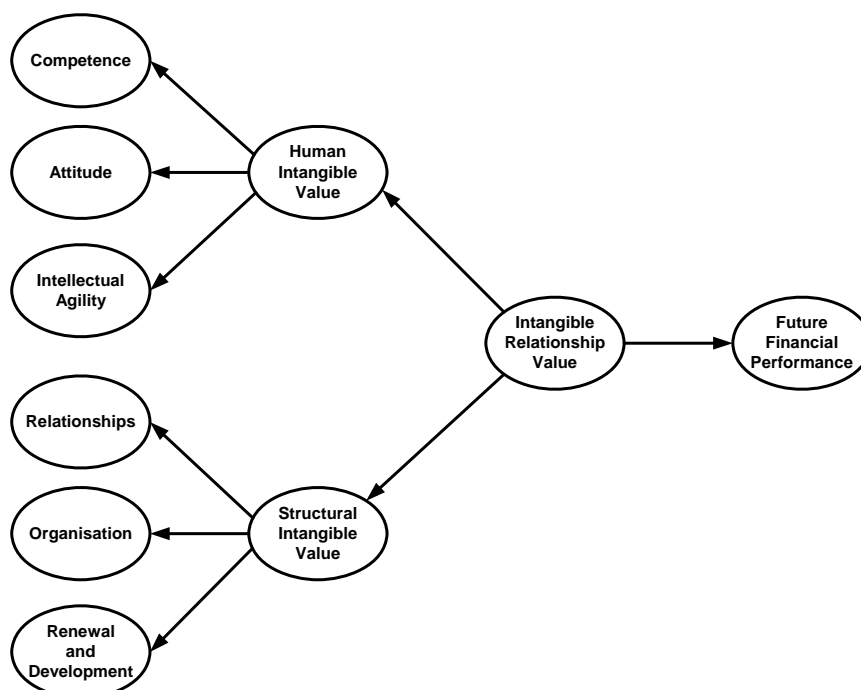 Competence
Attitude
Intellectual
Agility
Human
Intangible
Value
Intangible
Relationship
Value
Future
Financial
Performance
Relationships
Organisation
Renewal
and
Development
Structural
Intangible
Value